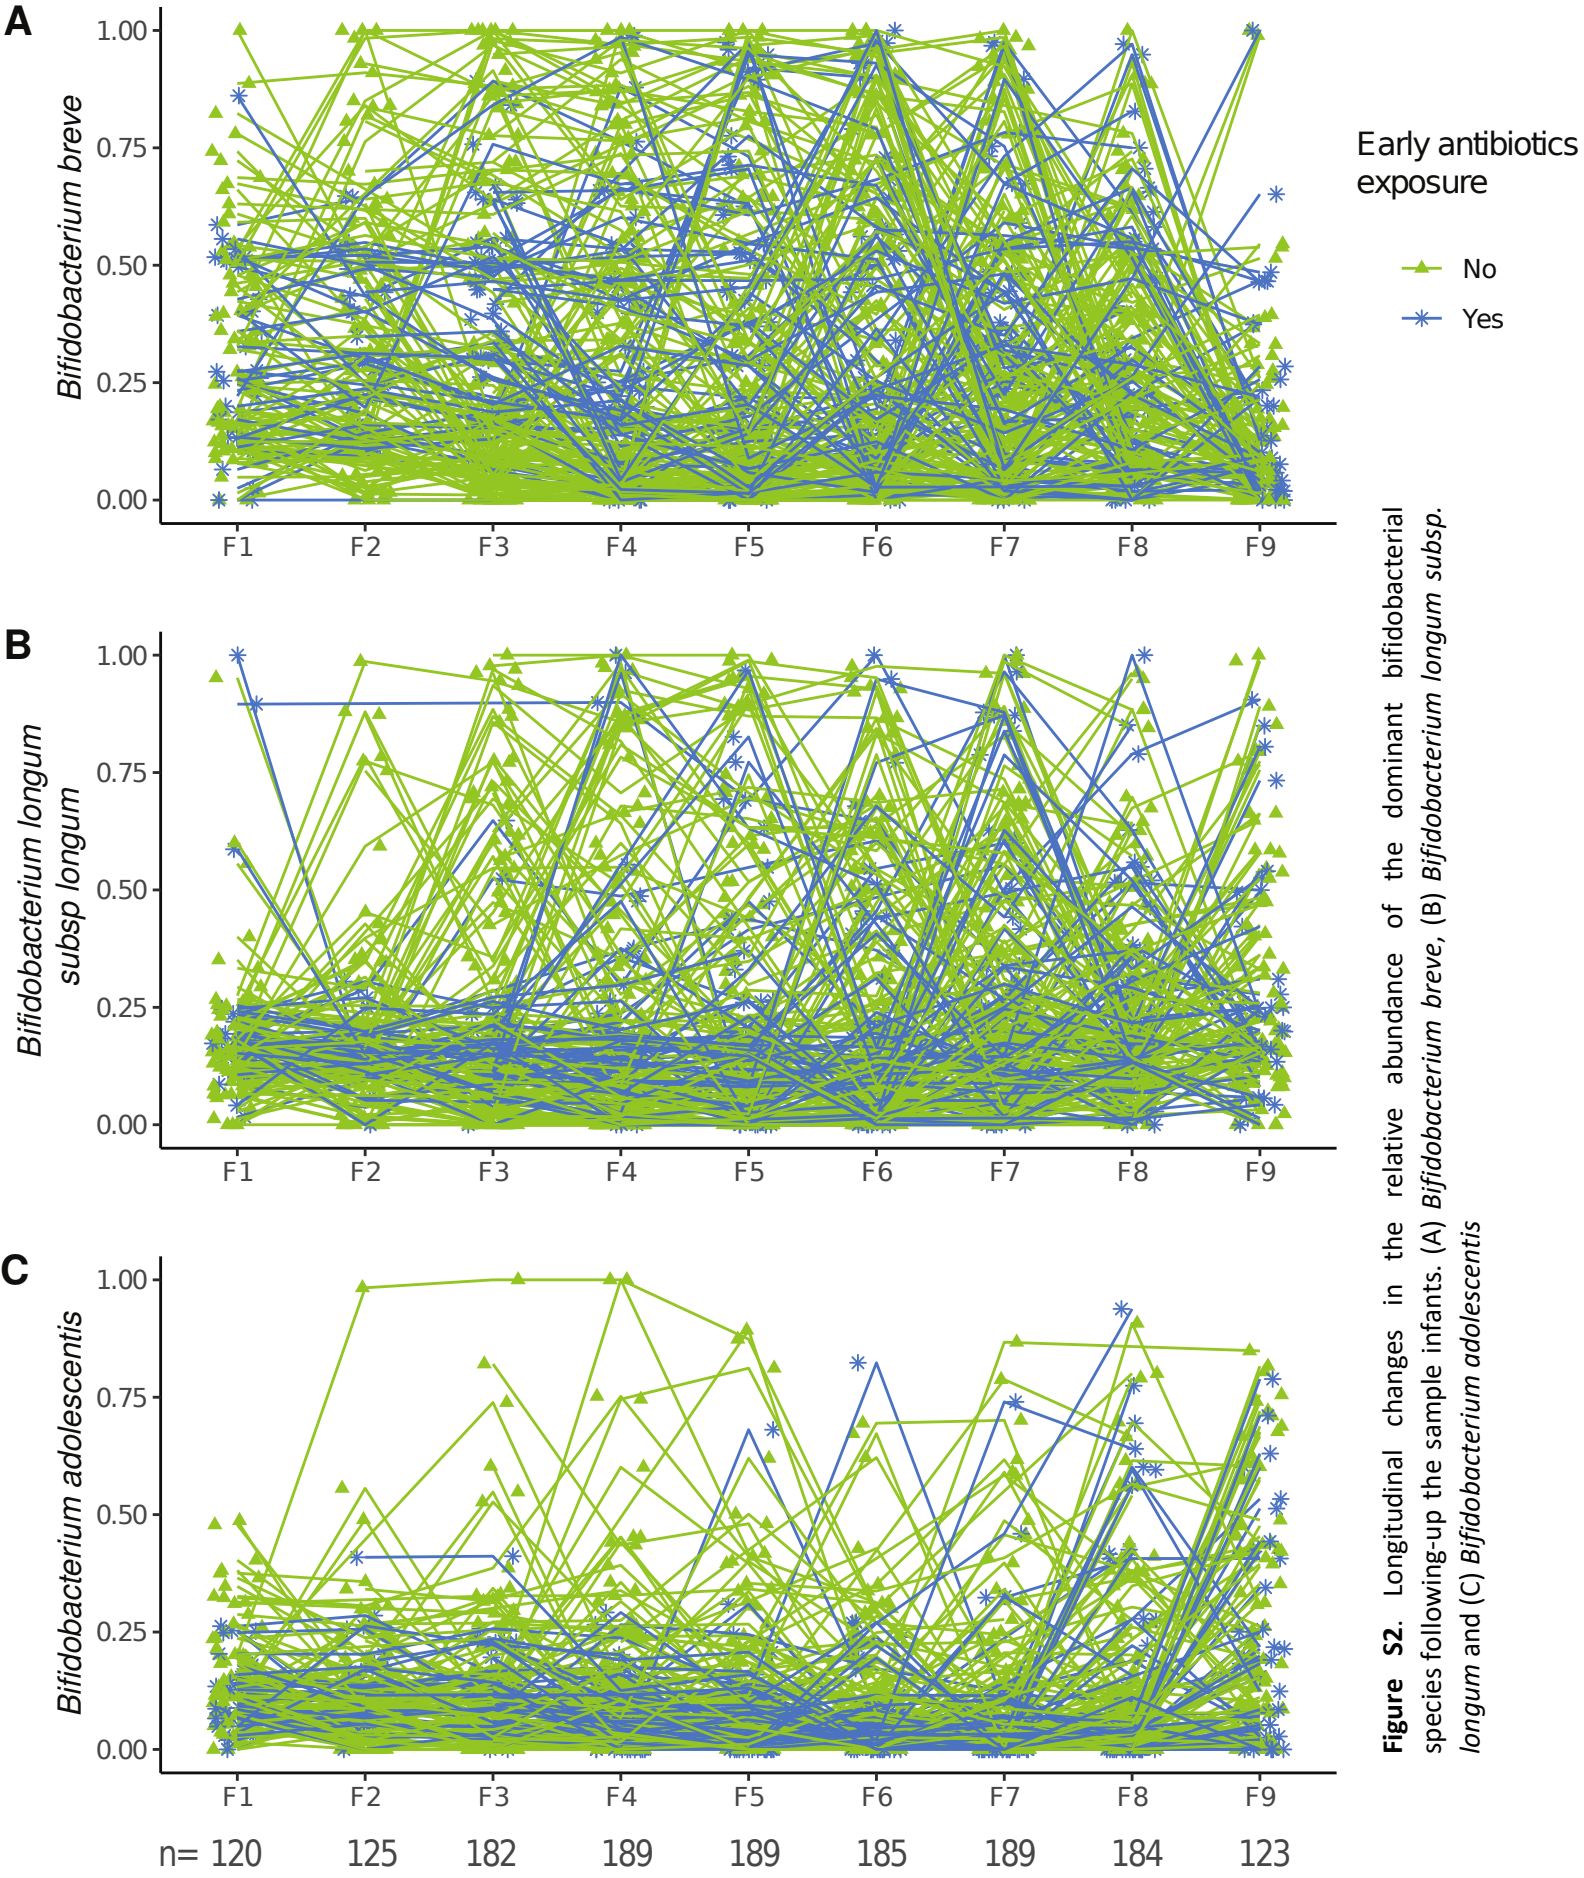 A
Bifidobacterium breve
1.00
0.75
0.50
0.25
0.00
F1 F2 F3 F4 F5 F6 F7 F8 F9
Early antibiotics
exposure
No
Yes
B
Bifidobacterium longum
subsp longum
1.00
0.75
0.50
0.25
0.00
F1 F2 F3 F4 F5 F6 F7 F8 F9
C
Bifidobacterium adolescentis
1.00
0.75
0.50
0.25
0.00
F1 F2 F3 F4 F5 F6 F7 F8 F9
n= 120 125 182 189 189 185 189 184 123
Figure S2. Longitudinal changes in the relative abundance of the dominant bifidobacterial
species following-up the sample infants. (A) Bifidobacterium breve, (B) Bifidobacterium longum subsp.
longum and (C) Bifidobacterium adolescentis